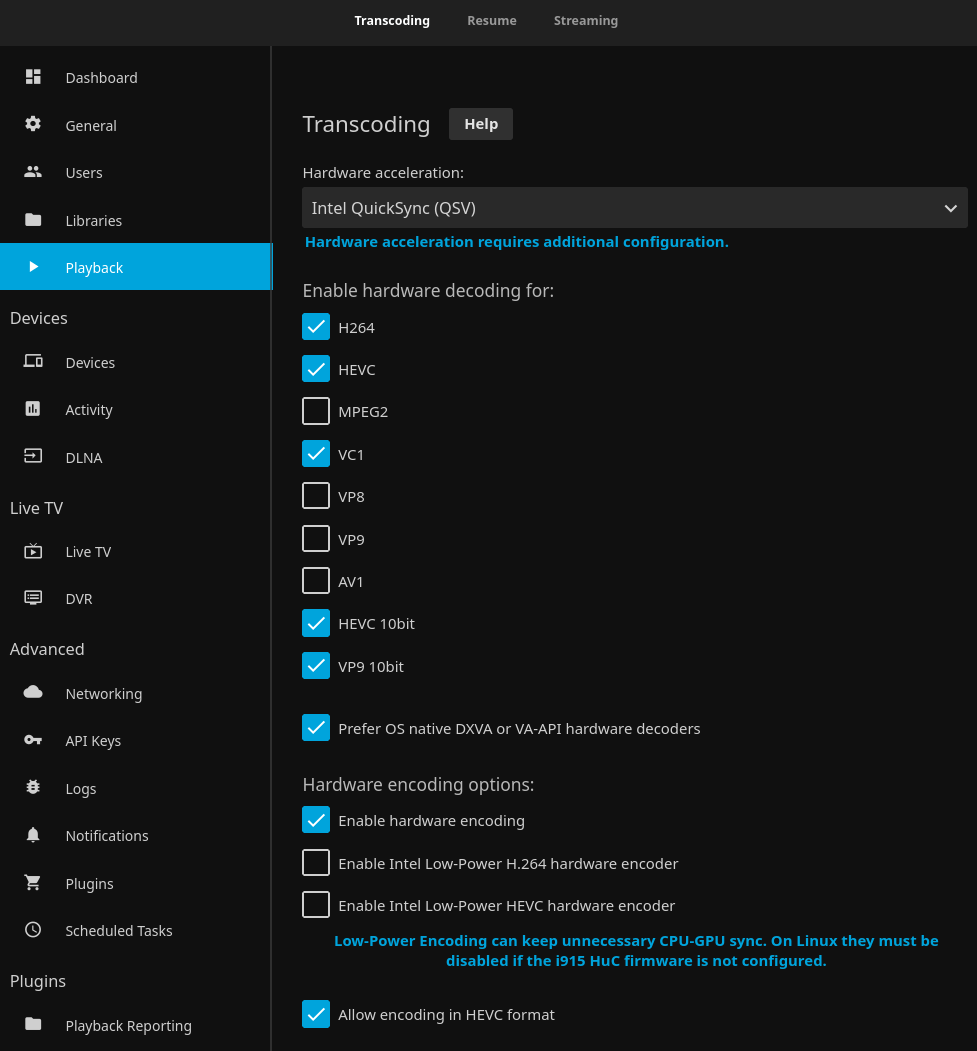 Transcoding
Resume
Streaming
Dashboard
General
Users
Libraries
Playback
Devices
Devices
Activity
DLNA
Live TV
Live TV
DVR
Advanced
Networking
API Keys
Logs
Notifications
Plugins
Scheduled Tasks
Plugins
Playback Reporting
Transcoding
Help
Hardware acceleration:
Intel QuickSync (QSV)
Hardware acceleration requires additional configuration.
Enable hardware decoding for:
H264
HEVC
MPEG2
VC1
VP8
VP9
AV1
HEVC 10bit
VP9 10bit
Prefer OS native DXVA or VA-API hardware decoders
Hardware encoding options:
Enable hardware encoding
Enable Intel Low-Power H.264 hardware encoder
Enable Intel Low-Power HEVC hardware encoder
Low-Power Encoding can keep unnecessary CPU-GPU sync. On Linux they must be
disabled if the i915 HuC firmware is not configured.
Allow encoding in HEVC format